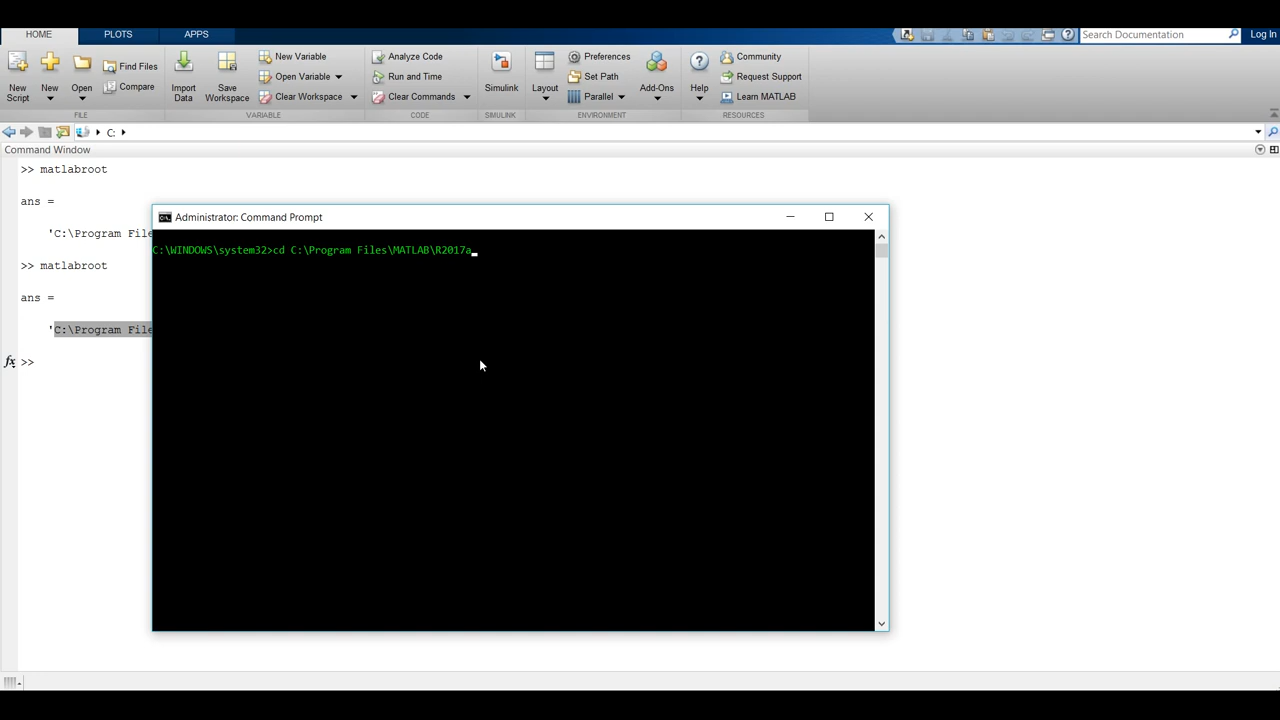 HOME PLOTS APPS
Search Documentation Log In
New Script
New
Open
Find Files
Compare
FILE
Import Data
Save Workspace
New Variable
Open Variable
Clear Workspace
VARIABLE
Analyze Code
Run and Time
Clear Commands
CODE
Simulink
SIMULINK
Layout
Preferences
Set Path
Parallel
Add-Ons
ENVIRONMENT
Help
Community
Request Support
Learn MATLAB
RESOURCES
C:
Command Window
>> matlabroot
ans =
'C:\Program File
>> matlabroot
ans =
'C:\Program File
fx >>
Administrator: Command Prompt
C:\WINDOWS\system32>cd C:\Program Files\MATLAB\R2017a